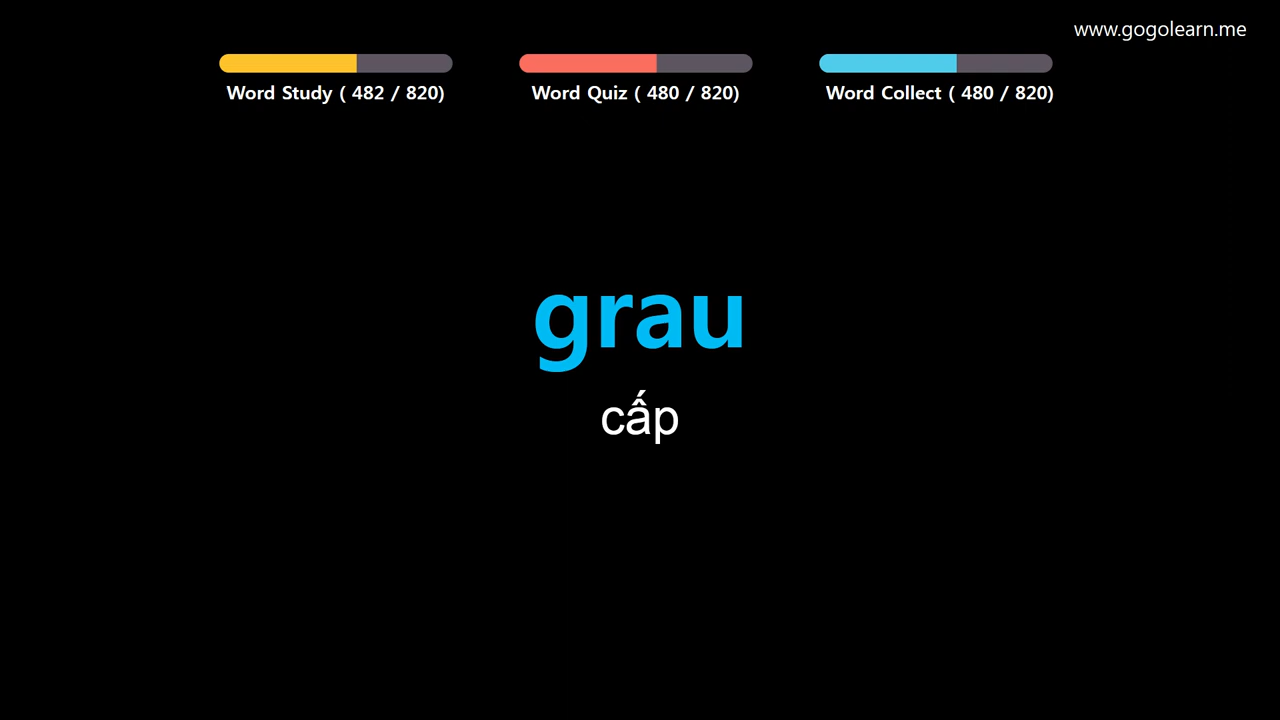 www.gogolearn.me
Word Study ( 482 / 820)
Word Quiz ( 480 / 820)
Word Collect ( 480 / 820)
grau
cấp